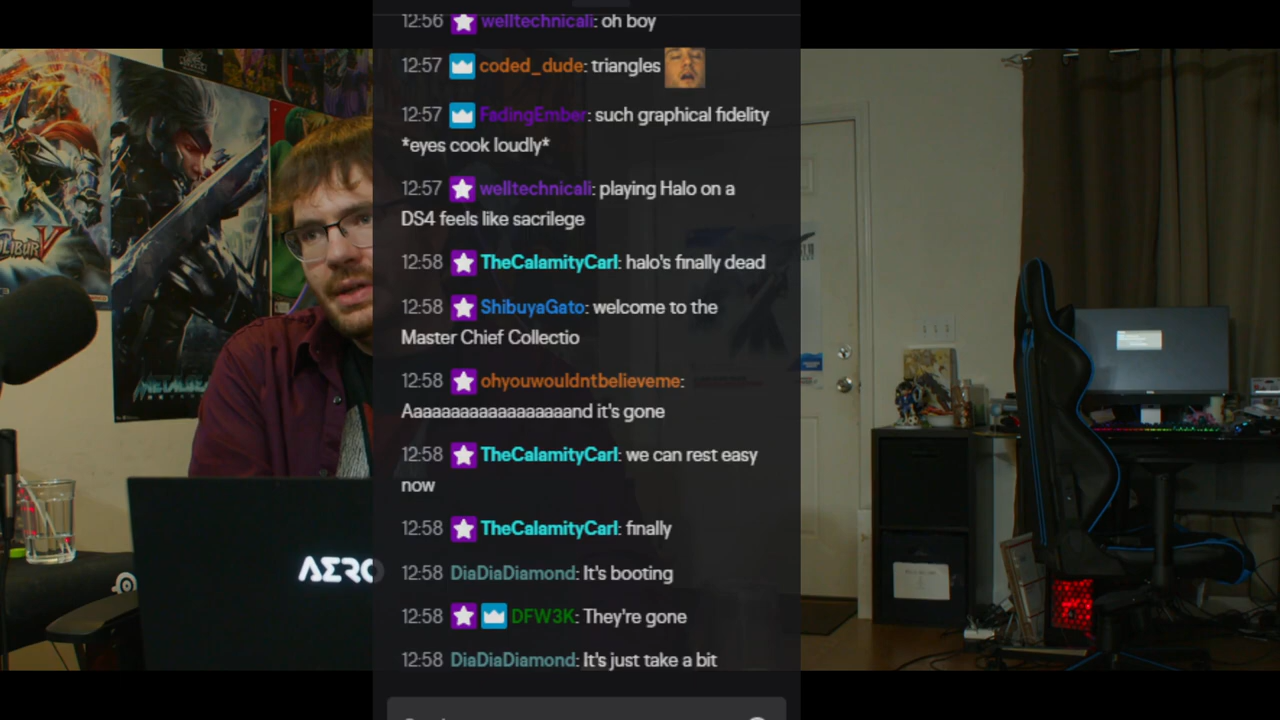 12:56 welltechnicali: oh boy
12:57 coded_dude: triangles
12:57 FadingEmber: such graphical fidelity
*eyes cook loudly*
12:57 welltechnicali: playing Halo on a
DS4 feels like sacrilege
12:58 TheCalamityCarl: halo's finally dead
12:58 ShibuyaGato: welcome to the
Master Chief Collectio
12:58 ohyouwouldntbelieveme:
Aaaaaaaaaaaaaaaaaand it's gone
12:58 TheCalamityCarl: we can rest easy
now
12:58 TheCalamityCarl: finally
12:58 DiaDiaDiamond: It's booting
12:58 DFW3K: They're gone
12:58 DiaDiaDiamond: It's just take a bit
LIBUR V
METAL GEAR
AERO